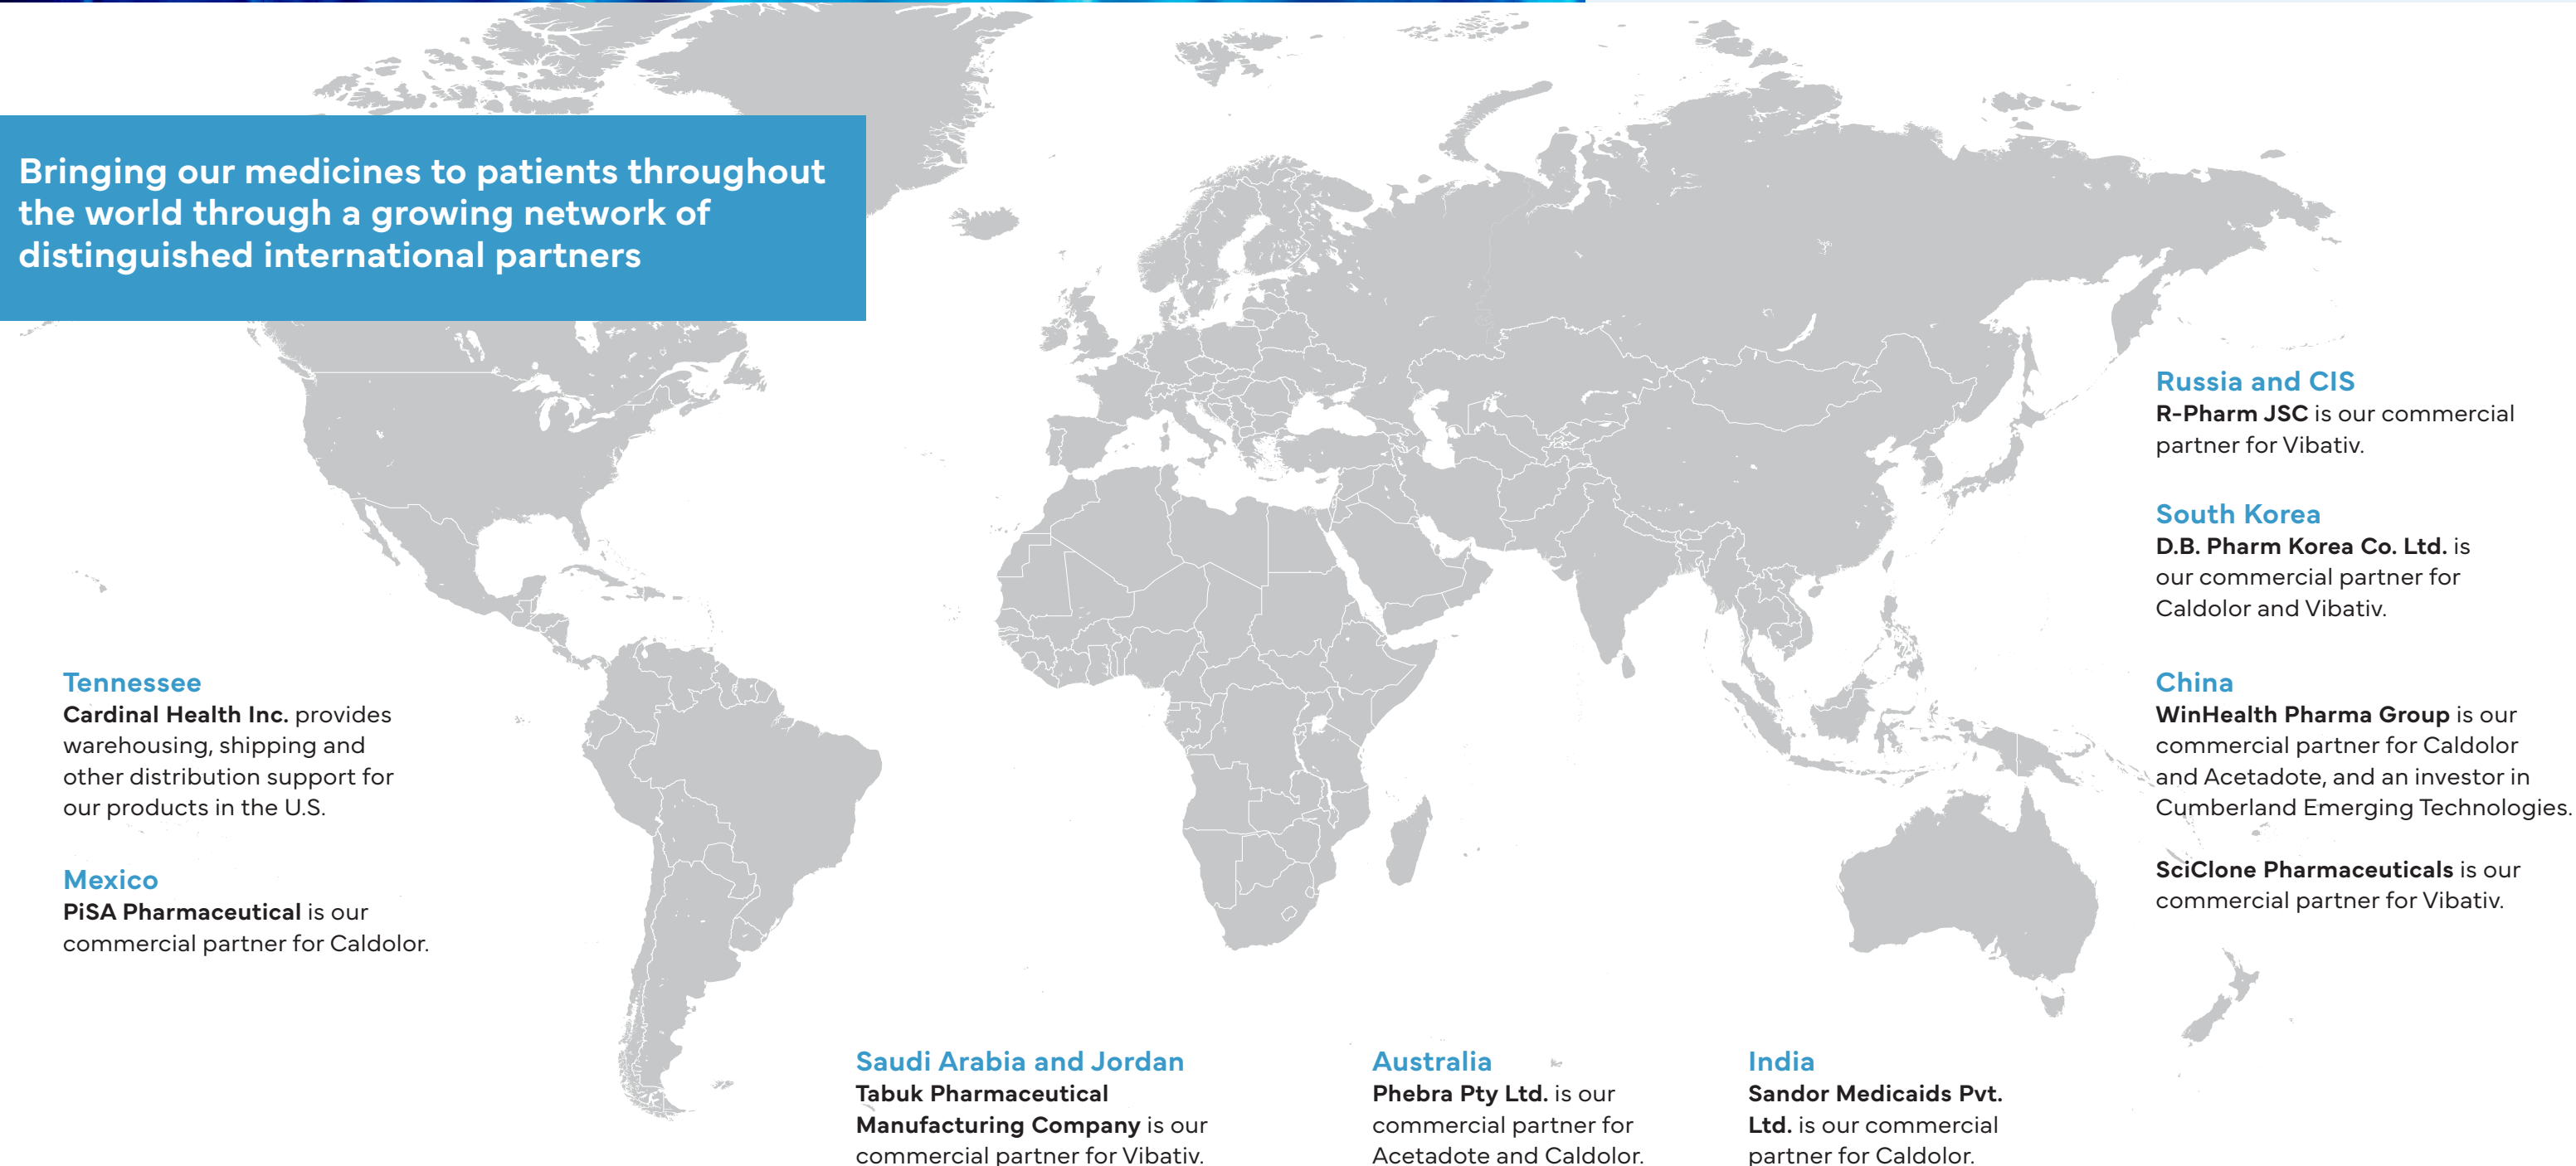 Bringing our medicines to patients throughout
the world through a growing network of
distinguished international partners
Tennessee
Cardinal Health Inc. provides
warehousing, shipping and
other distribution support for
our products in the U.S.
Mexico
PiSA Pharmaceutical is our
commercial partner for Caldolor.
Saudi Arabia and Jordan
Tabuk Pharmaceutical
Manufacturing Company is our
commercial partner for Vibativ.
Australia
Phebra Pty Ltd. is our
commercial partner for
Acetadote and Caldolor.
India
Sandor Medicaids Pvt.
Ltd. is our commercial
partner for Caldolor.
Russia and CIS
R-Pharm JSC is our commercial
partner for Vibativ.
South Korea
D.B. Pharm Korea Co. Ltd. is
our commercial partner for
Caldolor and Vibativ.
China
WinHealth Pharma Group is our
commercial partner for Caldolor
and Acetadote, and an investor in
Cumberland Emerging Technologies.
SciClone Pharmaceuticals is our
commercial partner for Vibativ.